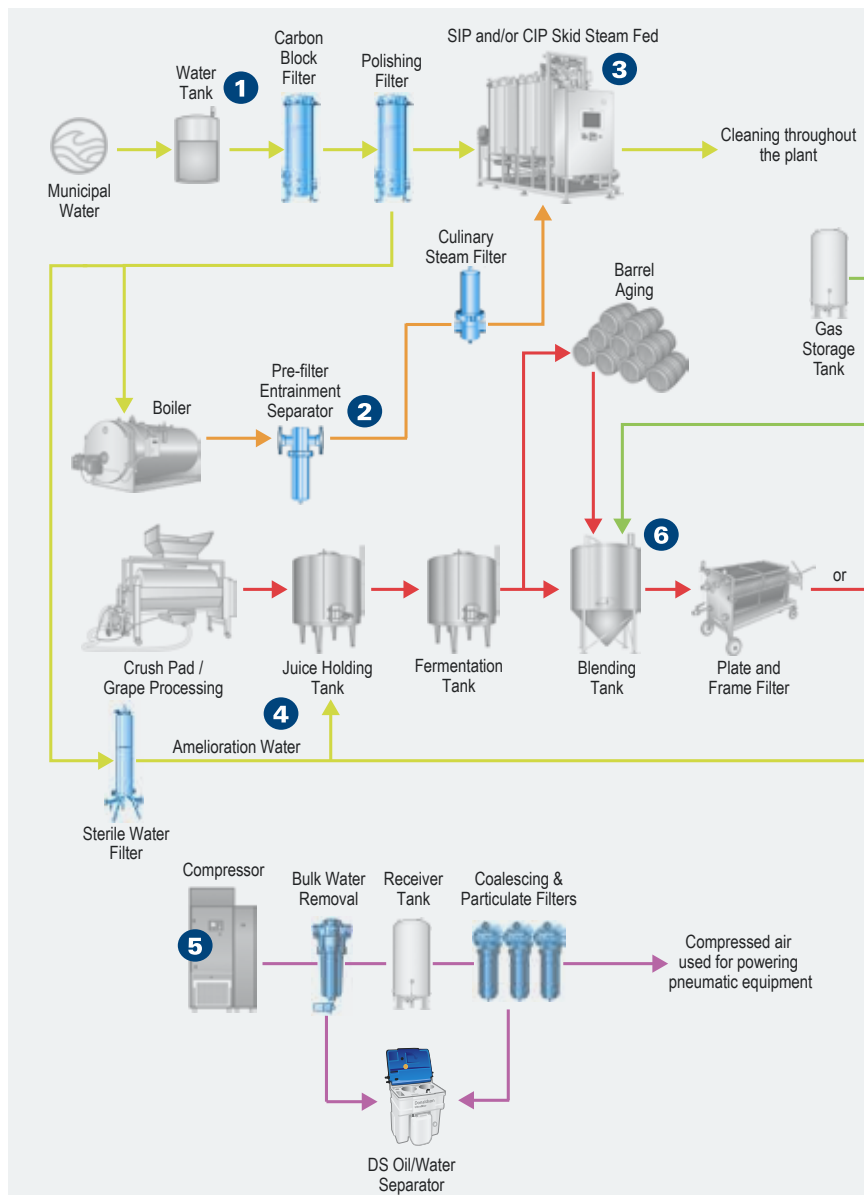 SIP and/or CIP Skid Steam Fed
Carbon
Block
Filter
Polishing
Filter
Water
Tank
1
3
Cleaning throughout
the plant
Municipal
Water
Culinary
Steam Filter
Barrel
Aging
Gas
Storage
Tank
Pre-filter
Entrainment
Separator
2
Boiler
6
or
Crush Pad /
Grape Processing
Juice Holding
Tank
Fermentation
Tank
Blending
Tank
Plate and
Frame Filter
4
Amelioration Water
Sterile Water
Filter
Compressor
Bulk Water
Removal
Receiver
Tank
Coalescing &
Particulate Filters
5
Compressed air
used for powering
pneumatic equipment
DS Oil/Water
Separator